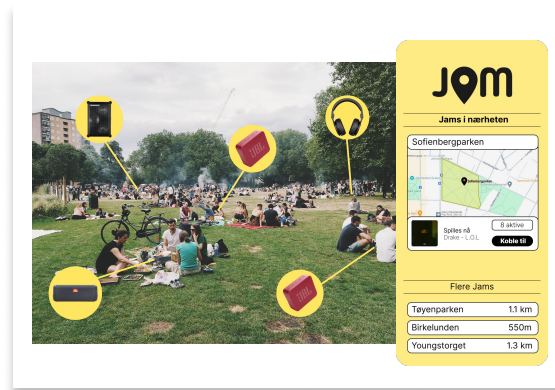 JOM
Jams i nærheten
Sofienbergparken
Sofienbergparken
Spilles nå
Drake - L.O.L
8 aktive
Koble til
Flere Jams
Tøyenparken 1.1 km
Birkelunden 550m
Youngstorget 1.3 km